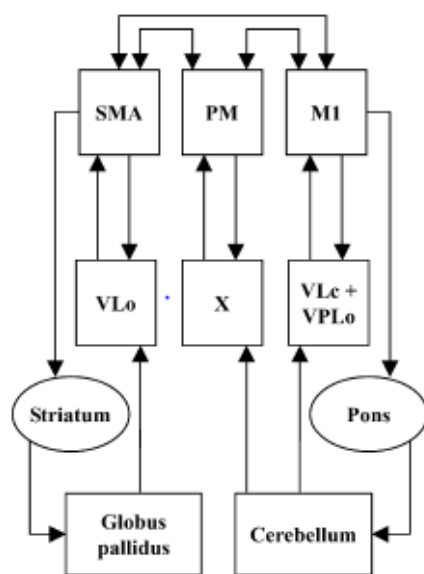 SMA
PM
M1
VLo
X
VLc +
VPLo
Striatum
Pons
Globus
pallidus
Cerebellum